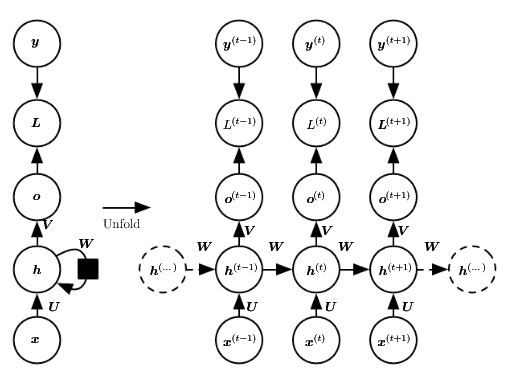 y y^(t−1) y^(t) y^(t+1)
L L^(t−1) L^(t) L^(t+1)
o o^(t−1) o^(t) o^(t+1)
Unfold
V V V V
W W W W W
h h^(...) h^(t−1) h^(t) h^(t+1) h^(...)
U U U U
x x^(t−1) x^(t) x^(t+1)